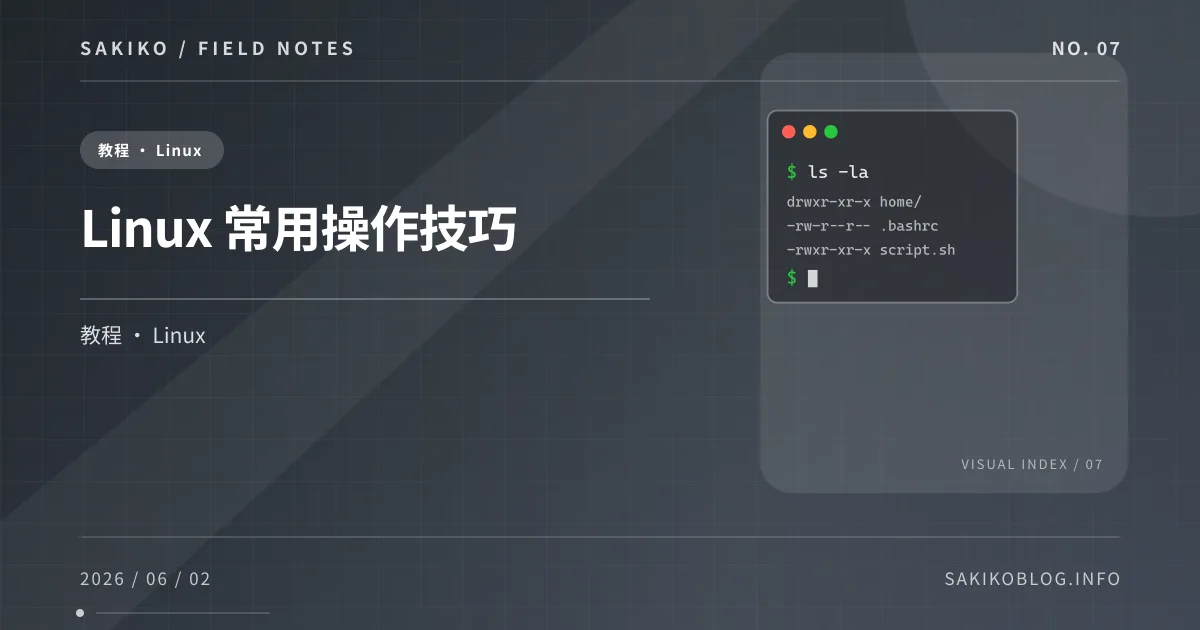 SAKIKO / FIELD NOTES
NO. 07
教程 · Linux
Linux 常用操作技巧
教程 · Linux
$ ls -la
drwxr-xr-x home/
-rw-r--r-- .bashrc
-rwxr-xr-x script.sh
$
VISUAL INDEX / 07
2026 / 06 / 02
SAKIKOBLOG.INFO